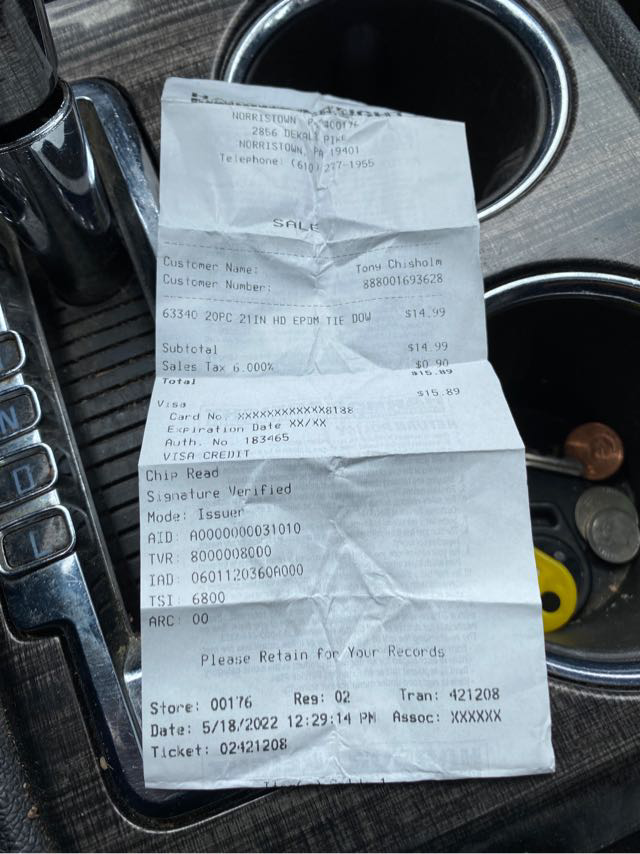 NORRISTOWN, P #00176
2866 DEKALB PIKE
NORRISTOWN, PA 19401
Telephone: (610) 277-1955
SALE
Customer Name: Tony Chisholm
Customer Number: 888001693628
63340 20PC 21IN HD EPDM TIE DOW $14.99
Subtotal $14.99
Sales Tax 6.000% $0.90
Total $15.89
Visa $15.89
Card No. XXXXXXXXXXXX8188
Expiration Date XX/XX
Auth. No. 183465
VISA CREDIT
Chip Read
Signature Verified
Mode: Issuer
AID: A0000000031010
TVR: 8000008000
IAD: 0601120360A000
TSI: 6800
ARC: 00
Please Retain for Your Records
Store: 00176 Reg: 02 Tran: 421208
Date: 5/18/2022 12:29:14 PM Assoc: XXXXXX
Ticket: 02421208
N
D
L